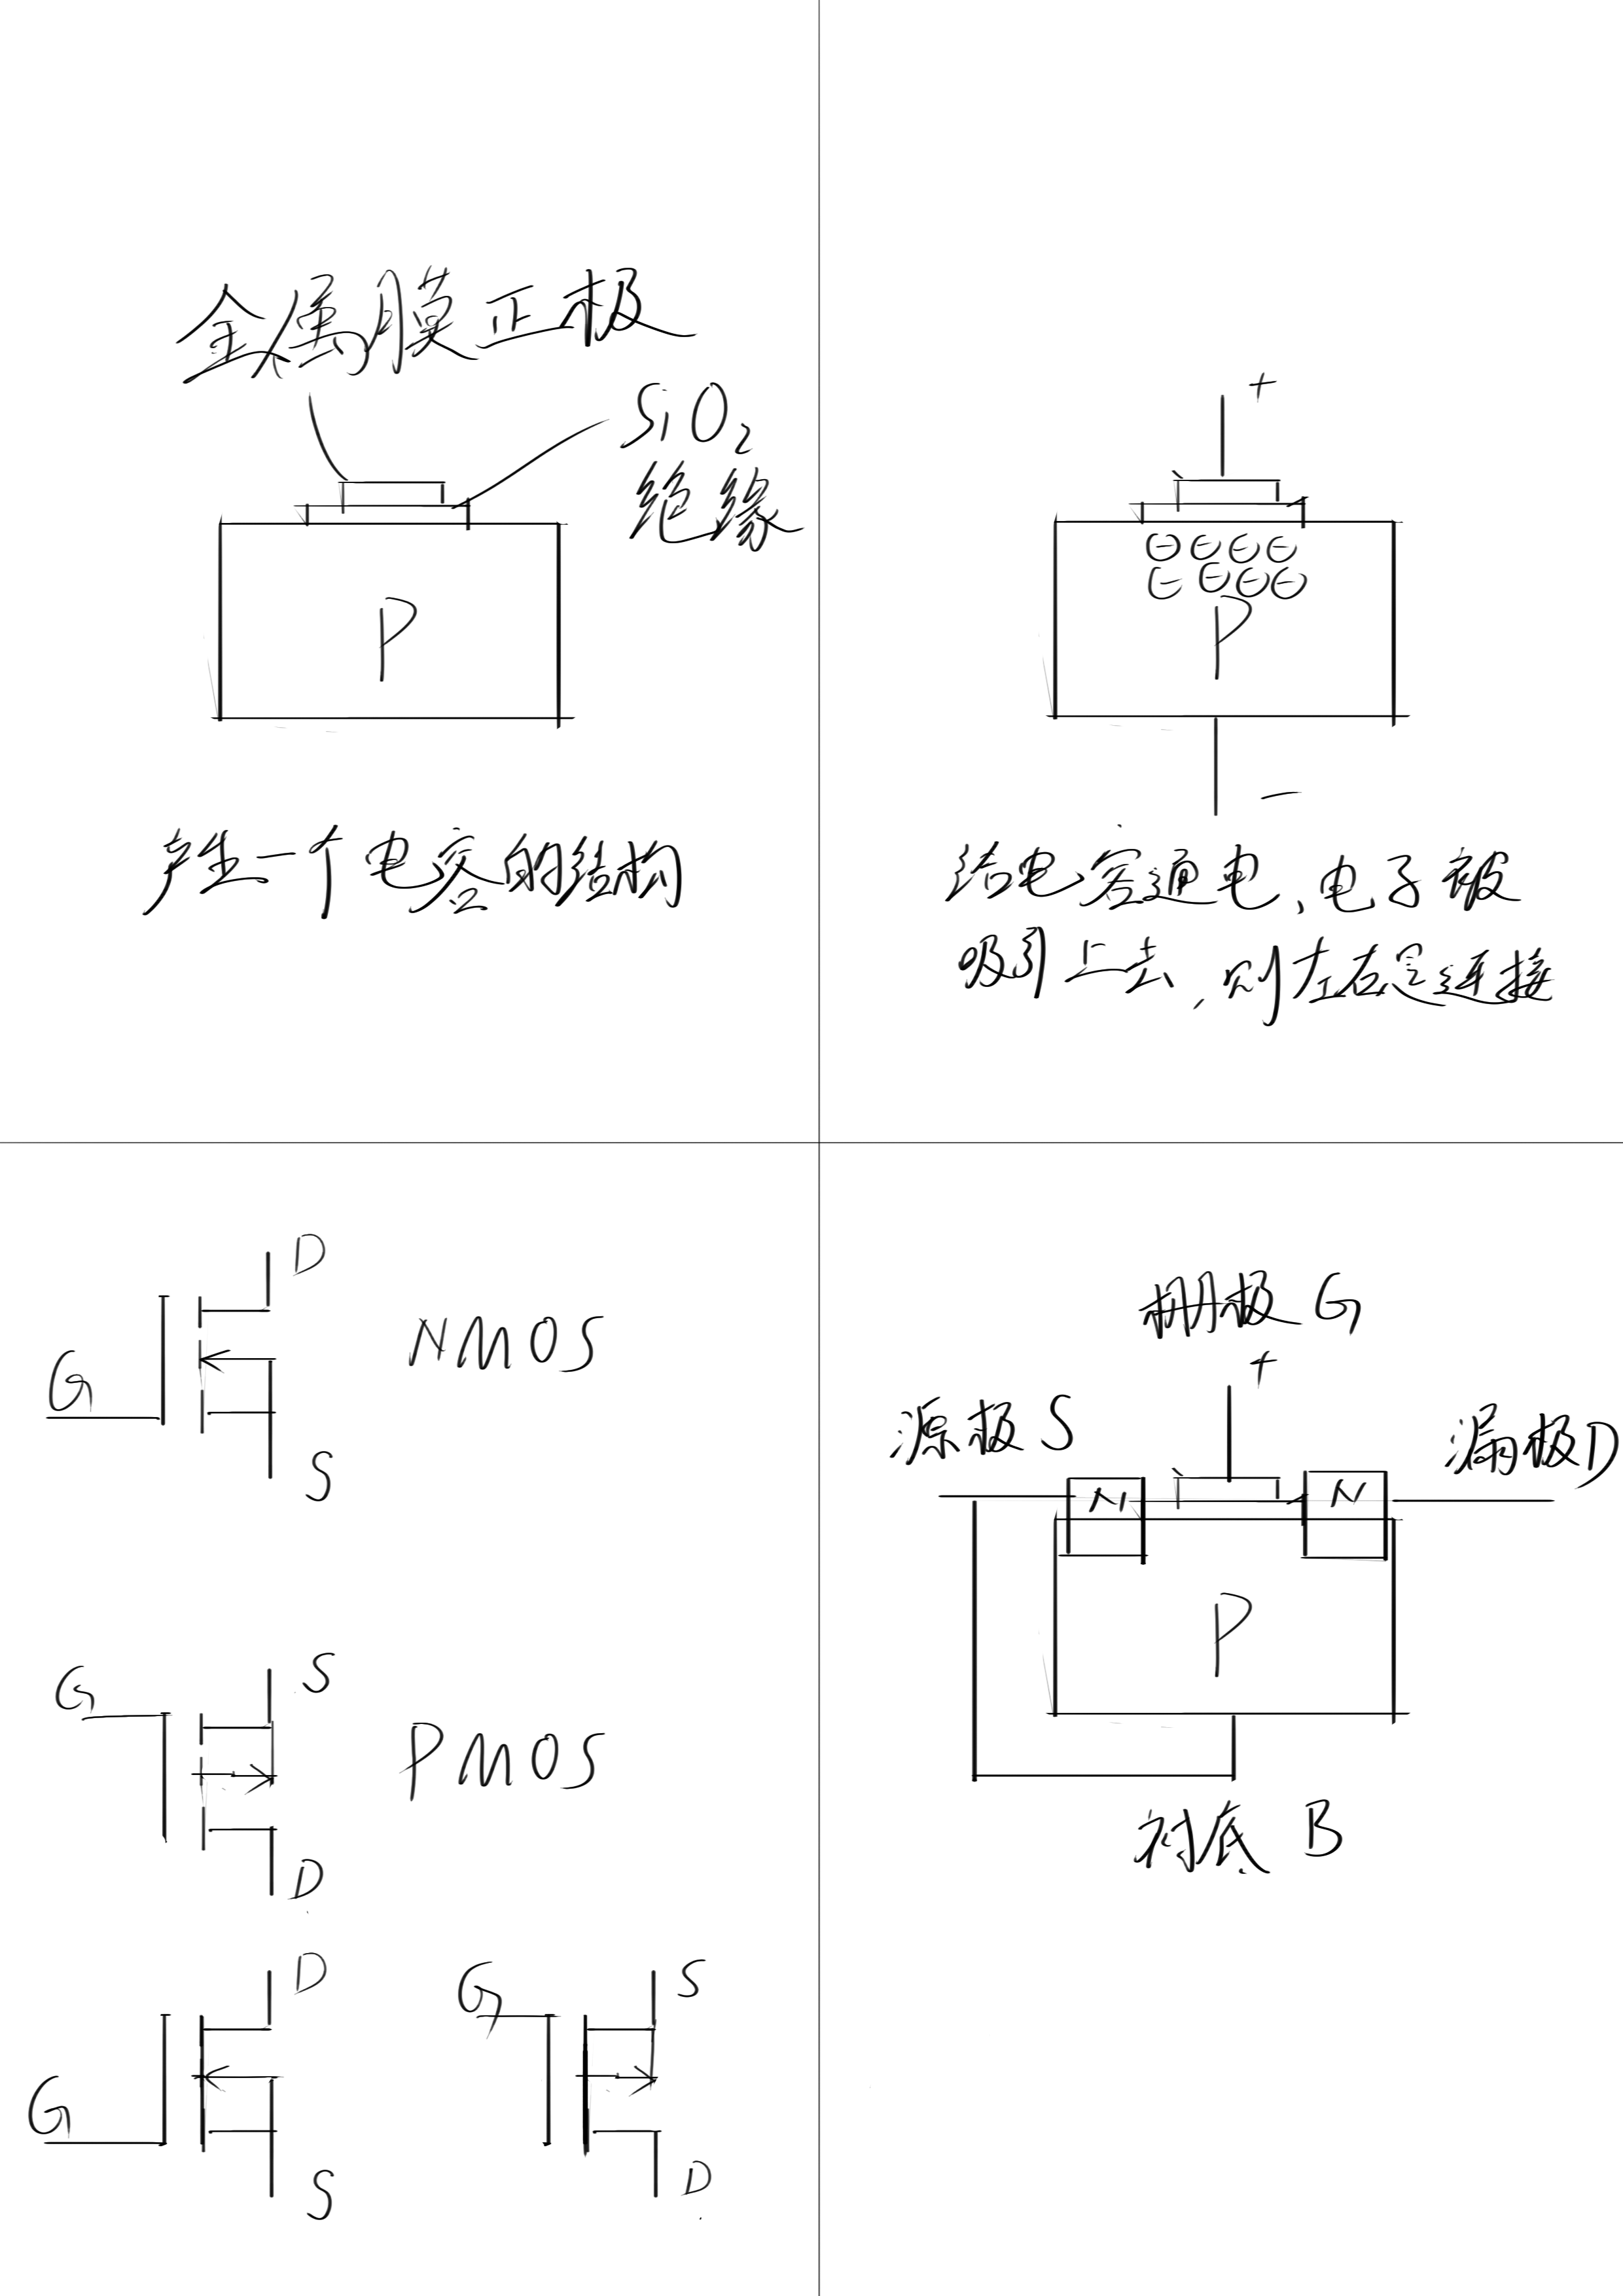 金属膜正极
SiO₂
绝缘
P
产生一个电容的结构
+
P
−
给电容通电、电子被
吸引上去,则左右是连接
D
G
NMOS
S
S
G
PMOS
D
D
G
S
S
G
D
栅极 G
+
源极 S
漏极 D
N
N
P
衬底 B